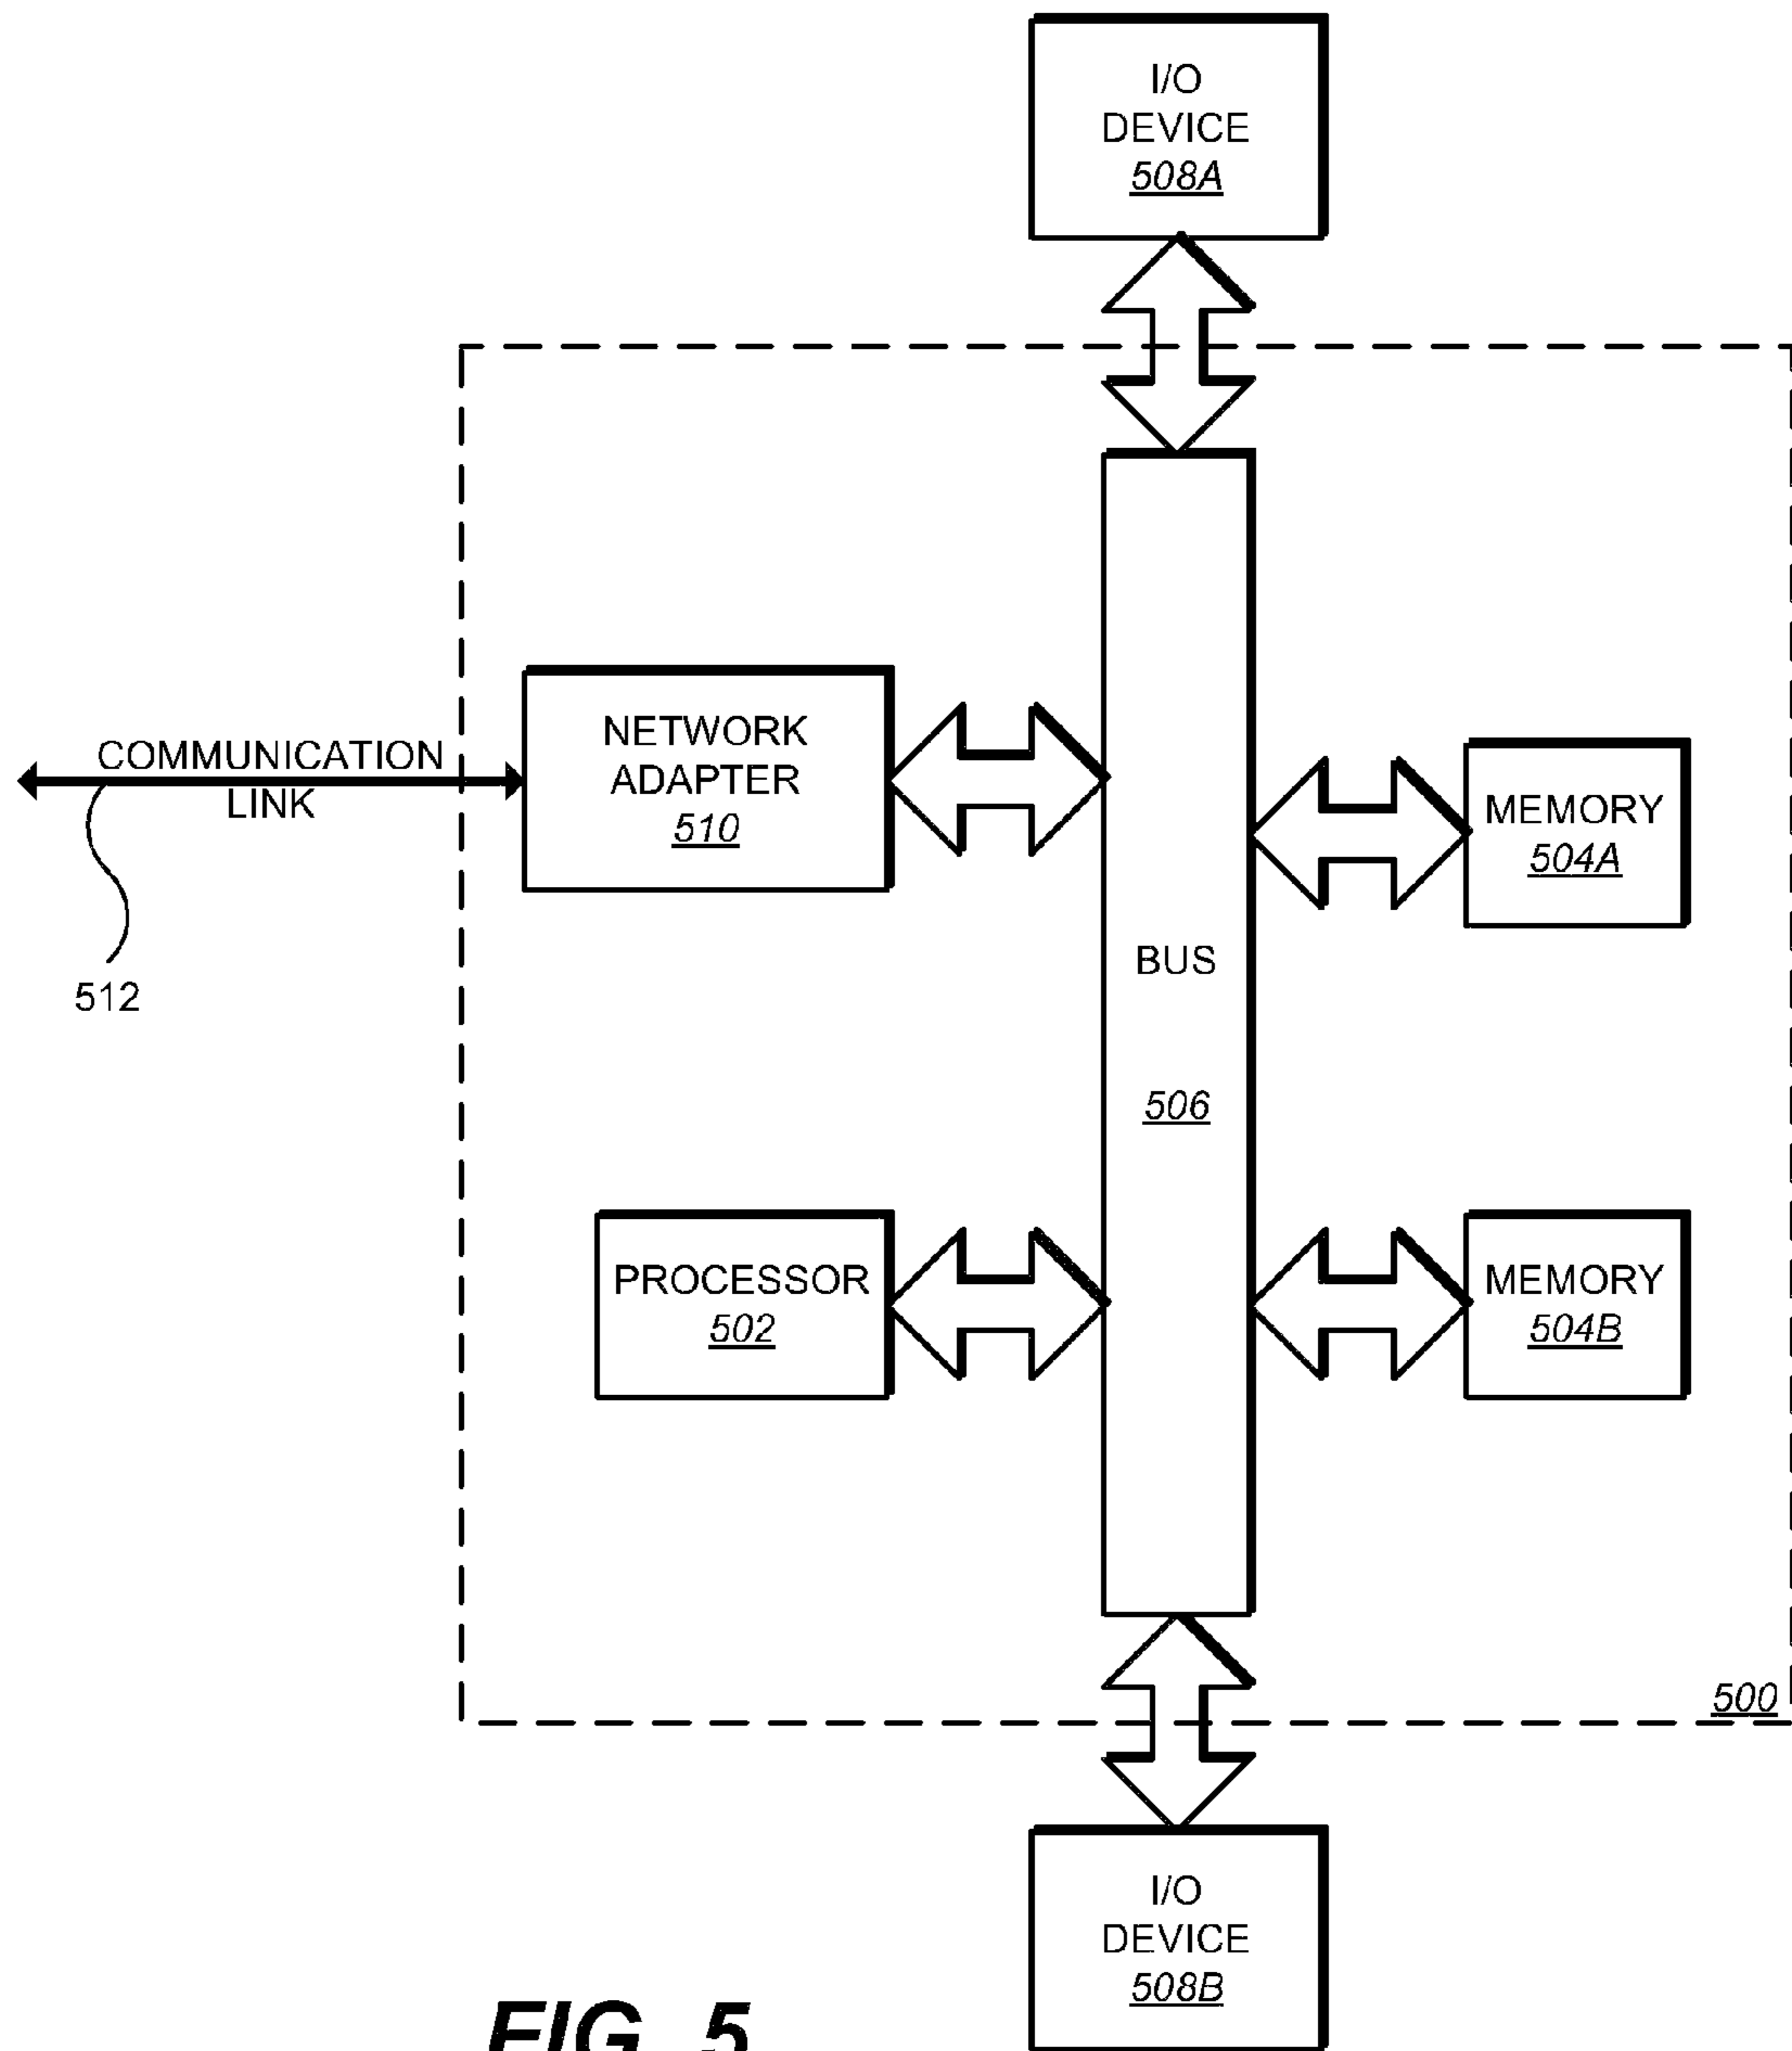 I/O
DEVICE
508A
COMMUNICATION
LINK
512
NETWORK
ADAPTER
510
MEMORY
504A
BUS
506
PROCESSOR
502
MEMORY
504B
500
I/O
DEVICE
508B
FIG. 5